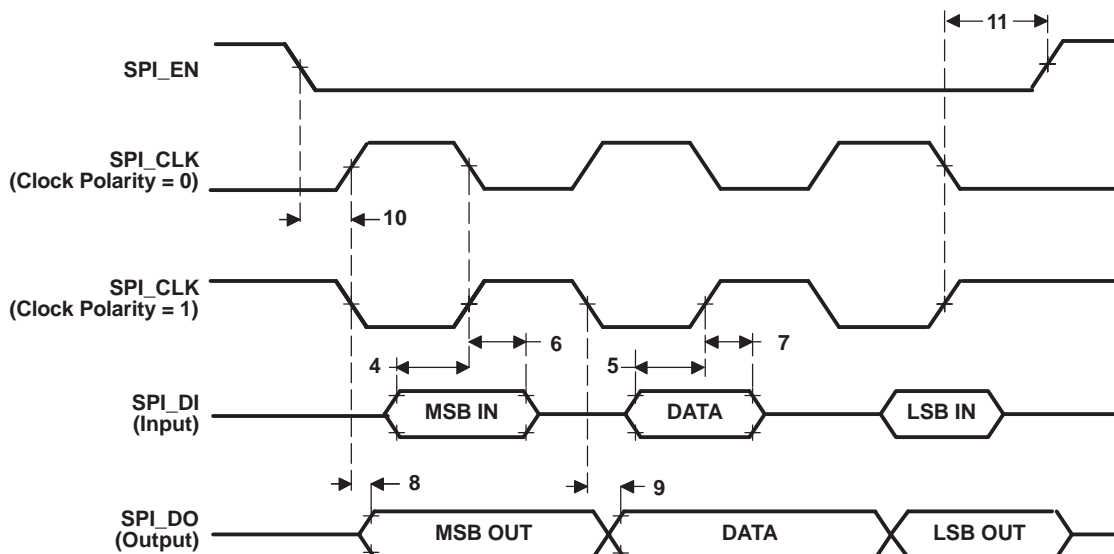 11
SPI_EN
SPI_CLK
(Clock Polarity = 0)
10
SPI_CLK
(Clock Polarity = 1)
6
7
4
5
SPI_DI
(Input)
MSB IN
DATA
LSB IN
8
9
SPI_DO
(Output)
MSB OUT
DATA
LSB OUT